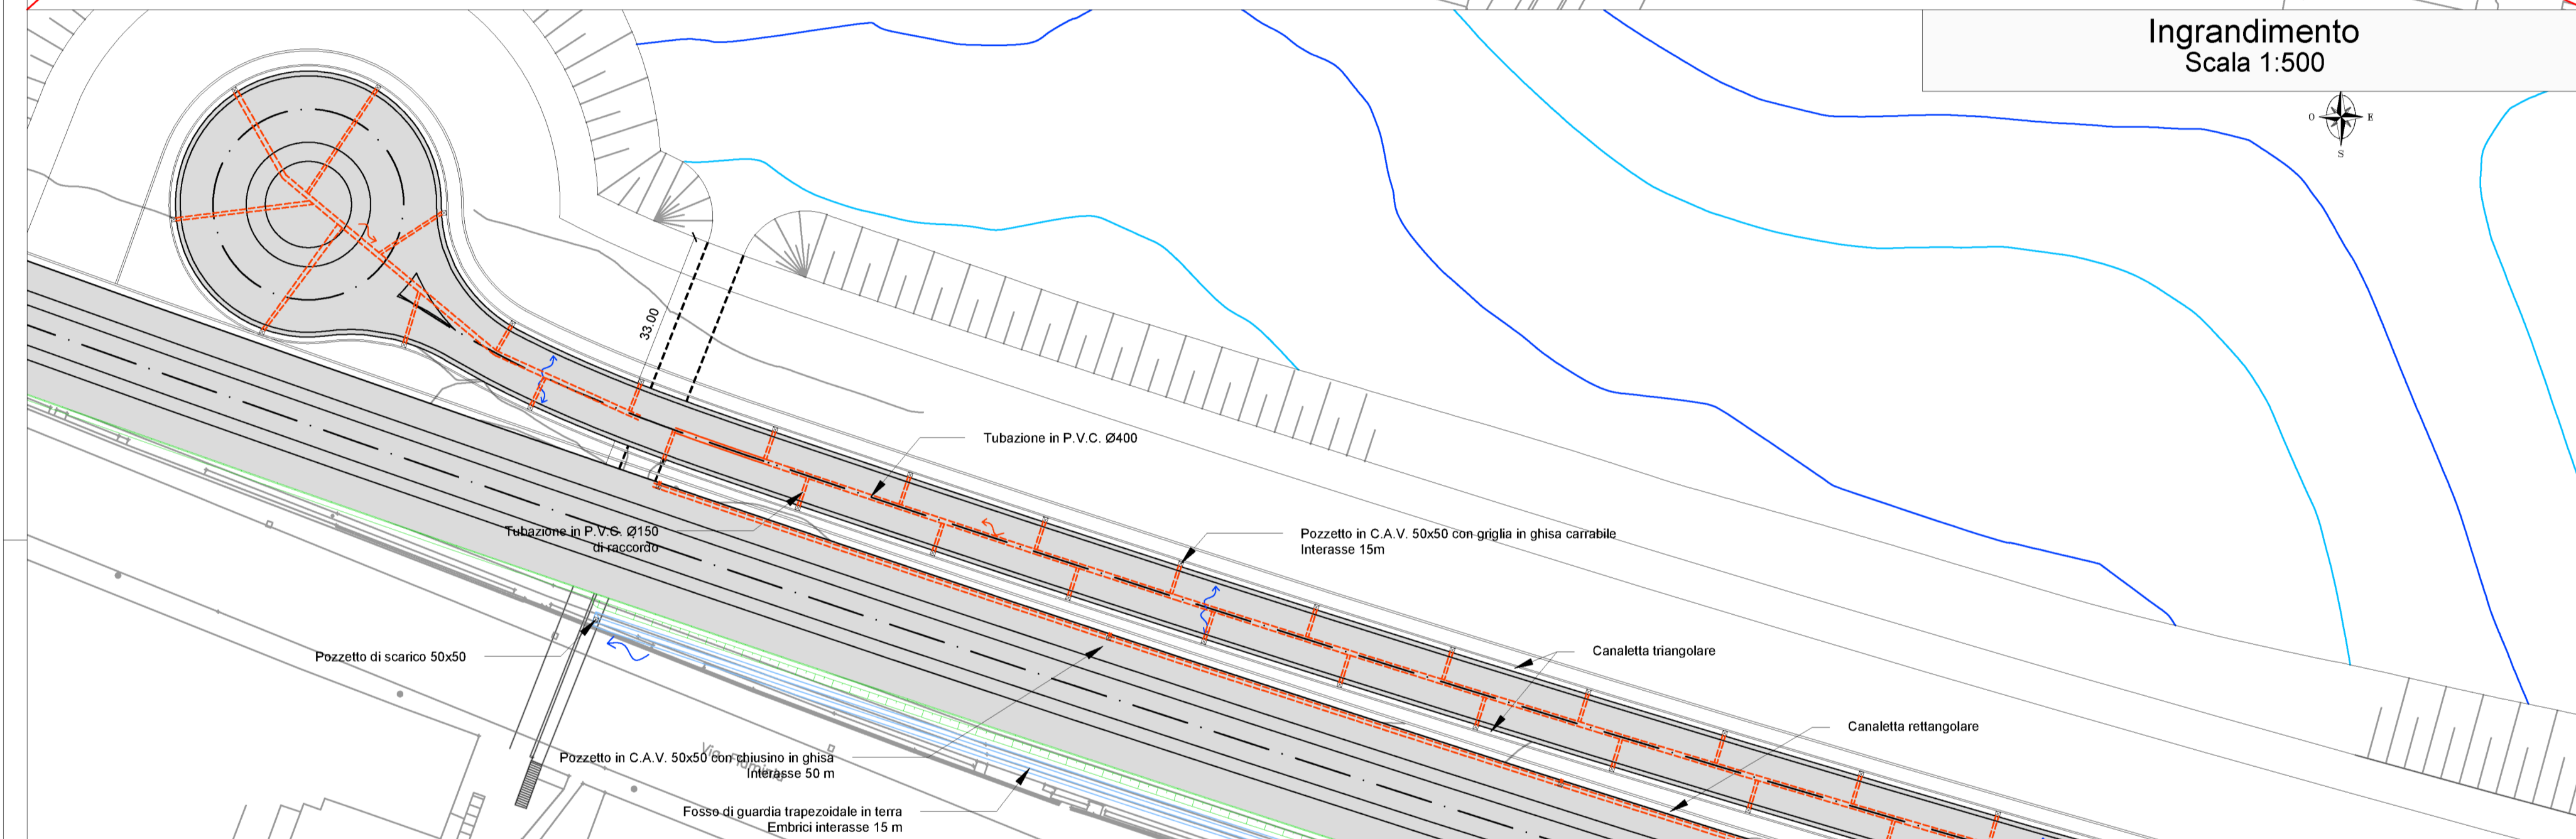 Ingrandimento
Scala 1:500
O
E
S
33.00
Tubazione in P.V.C. Ø400
Tubazione in P.V.C. Ø150
di raccordo
Pozzetto in C.A.V. 50x50 con griglia in ghisa carrabile
Interasse 15m
Pozzetto di scarico 50x50
Canaletta triangolare
Canaletta rettangolare
Pozzetto in C.A.V. 50x50 con chiusino in ghisa
Interasse 50 m
Via
Fosso di guardia trapezoidale in terra
Embrici interasse 15 m